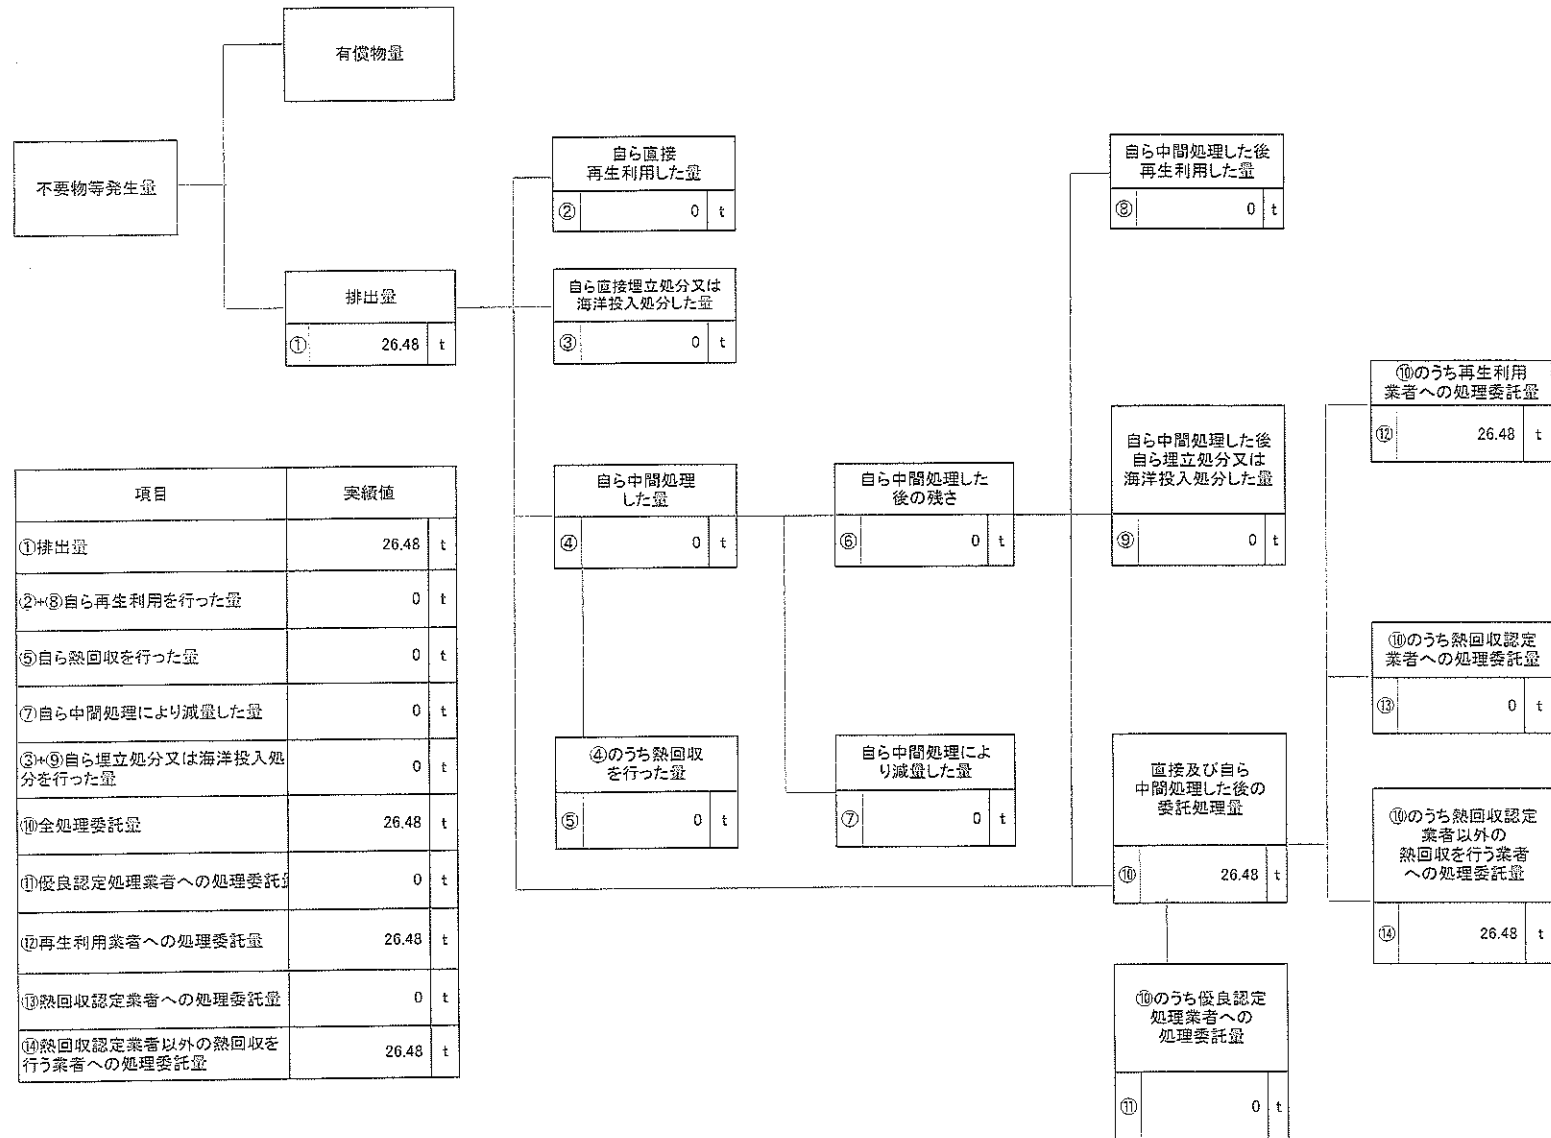 有償物量
不要物等発生量
排出量
① 26.48 t
自ら直接
再生利用した量
② 0 t
自ら直接埋立処分又は
海洋投入処分した量
③ 0 t
自ら中間処理
した量
④ 0 t
④のうち熱回収
を行った量
⑤ 0 t
自ら中間処理した
後の残さ
⑥ 0 t
自ら中間処理によ
り減量した量
⑦ 0 t
自ら中間処理した後
再生利用した量
⑧ 0 t
自ら中間処理した後
自ら埋立処分又は
海洋投入処分した量
⑨ 0 t
直接及び自ら
中間処理した後の
委託処理量
⑩ 26.48 t
⑩のうち優良認定
処理業者への
処理委託量
⑪ 0 t
⑩のうち再生利用
業者への処理委託量
⑫ 26.48 t
⑩のうち熱回収認定
業者への処理委託量
⑬ 0 t
⑩のうち熱回収認定
業者以外の
熱回収を行う業者
への処理委託量
⑭ 26.48 t
項目 実績値
①排出量 26.48 t
②+⑧自ら再生利用を行った量 0 t
⑤自ら熱回収を行った量 0 t
⑦自ら中間処理により減量した量 0 t
③+⑨自ら埋立処分又は海洋投入処
分を行った量 0 t
⑩全処理委託量 26.48 t
⑪優良認定処理業者への処理委託 0 t
⑫再生利用業者への処理委託量 26.48 t
⑬熱回収認定業者への処理委託量 0 t
⑭熱回収認定業者以外の熱回収を
行う業者への処理委託量 26.48 t